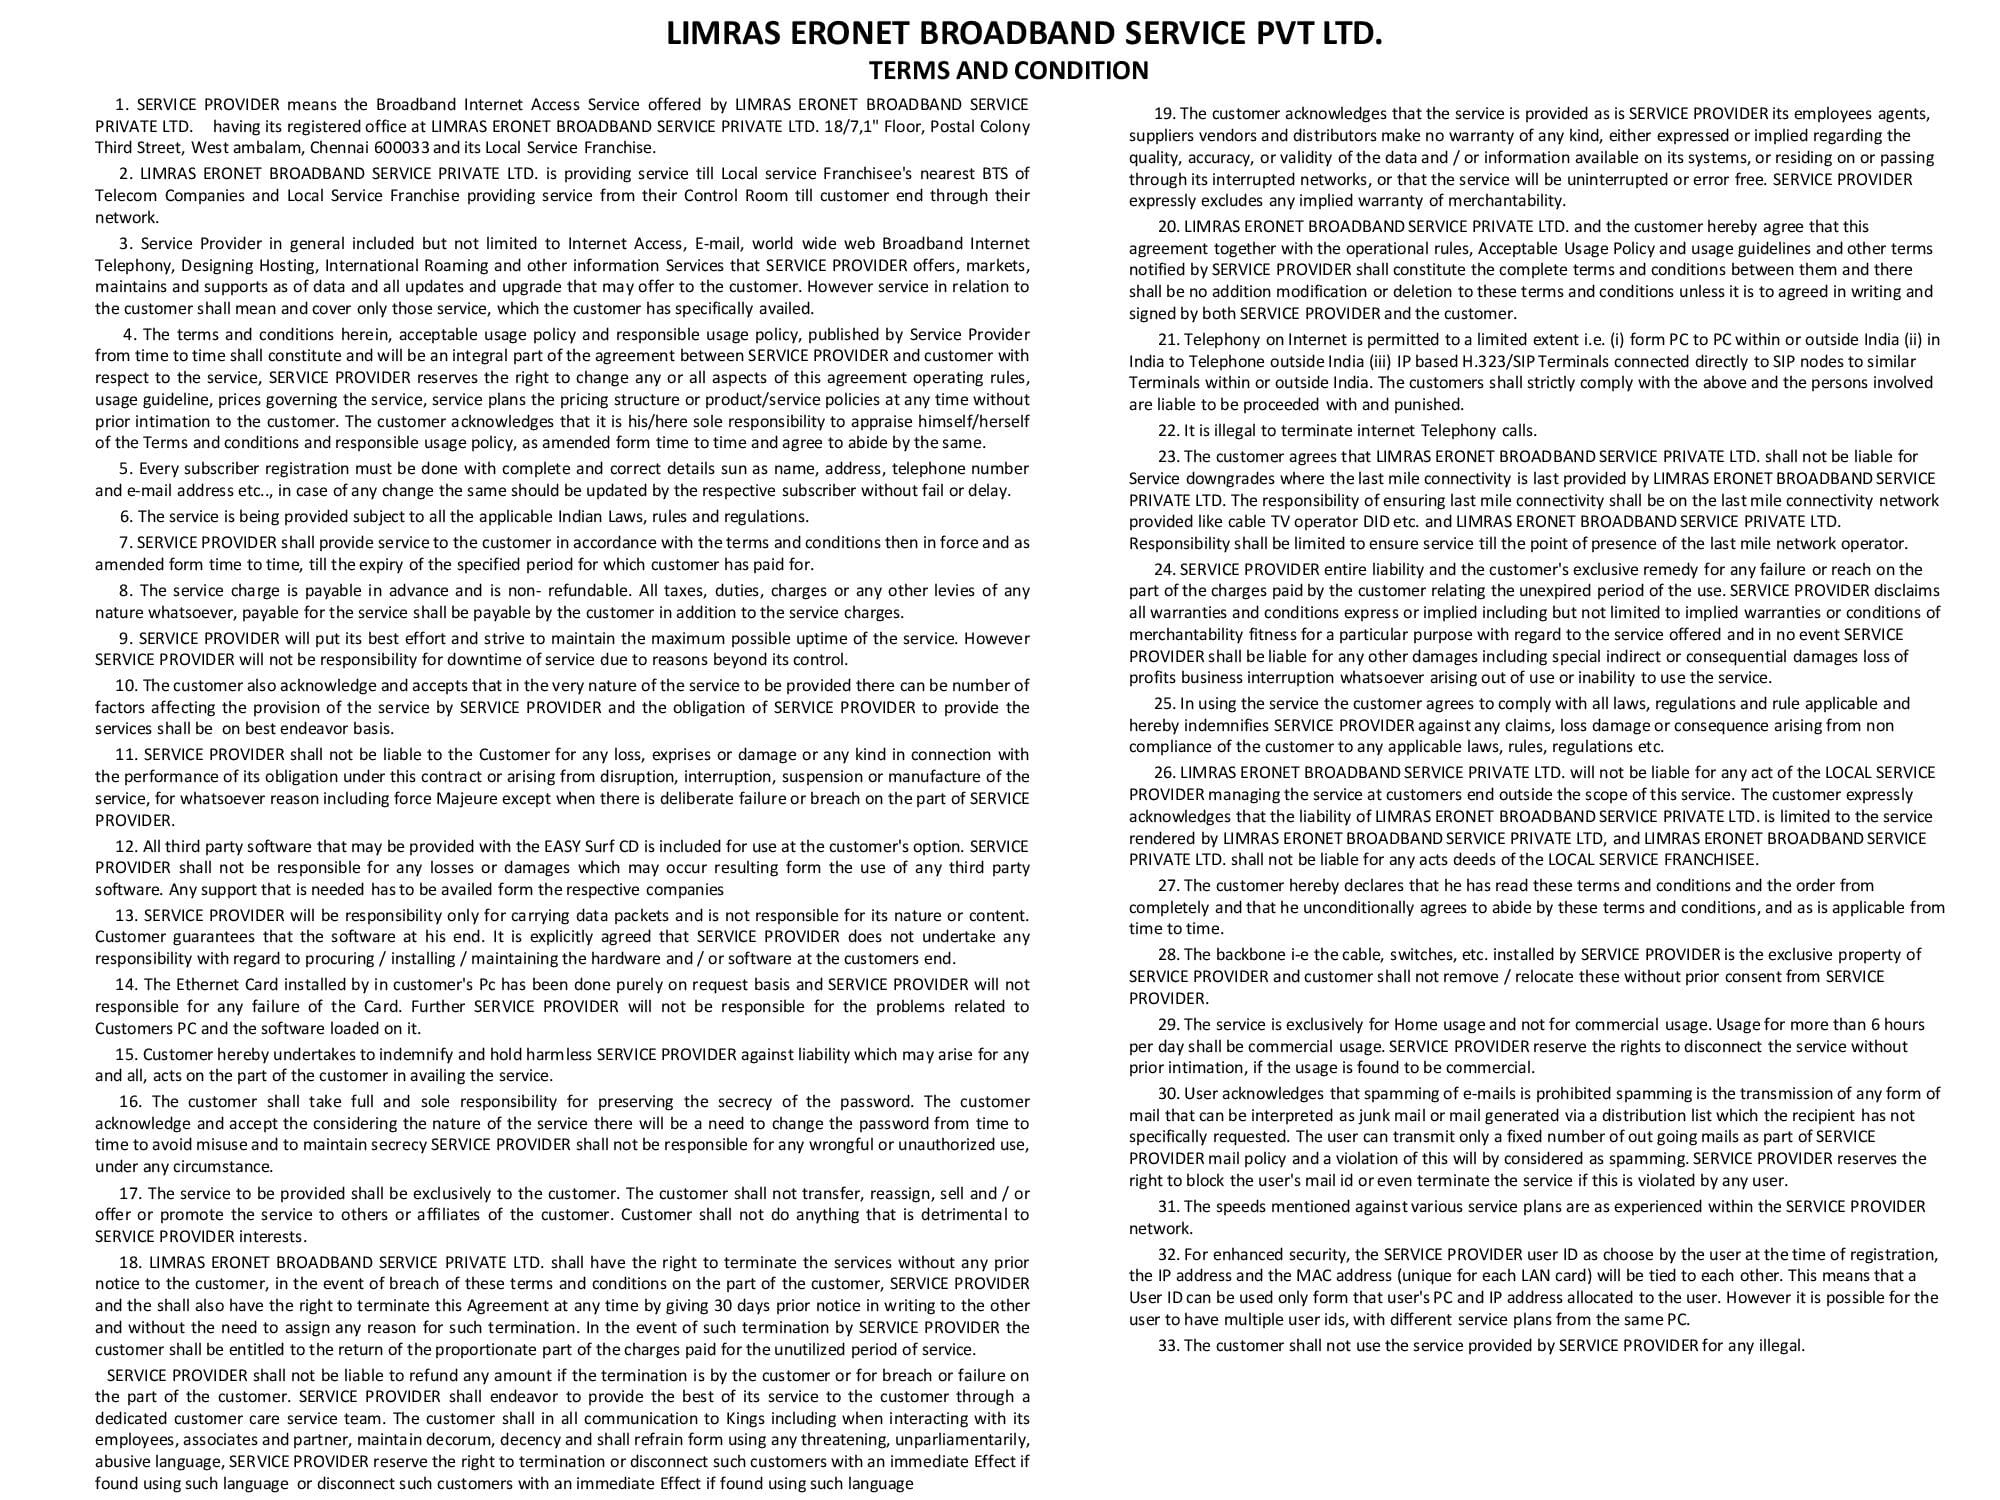 LIMRAS ERONET BROADBAND SERVICE PVT LTD.
TERMS AND CONDITION
1. SERVICE PROVIDER means the Broadband Internet Access Service offered by LIMRAS ERONET BROADBAND SERVICE
PRIVATE LTD. having its registered office at LIMRAS ERONET BROADBAND SERVICE PRIVATE LTD. 18/7,1" Floor, Postal Colony
Third Street, West ambalam, Chennai 600033 and its Local Service Franchise.
2. LIMRAS ERONET BROADBAND SERVICE PRIVATE LTD. is providing service till Local service Franchisee's nearest BTS of
Telecom Companies and Local Service Franchise providing service from their Control Room till customer end through their
network.
3. Service Provider in general included but not limited to Internet Access, E-mail, world wide web Broadband Internet
Telephony, Designing Hosting, International Roaming and other information Services that SERVICE PROVIDER offers, markets,
maintains and supports as of data and all updates and upgrade that may offer to the customer. However service in relation to
the customer shall mean and cover only those service, which the customer has specifically availed.
4. The terms and conditions herein, acceptable usage policy and responsible usage policy, published by Service Provider
from time to time shall constitute and will be an integral part of the agreement between SERVICE PROVIDER and customer with
respect to the service, SERVICE PROVIDER reserves the right to change any or all aspects of this agreement operating rules,
usage guideline, prices governing the service, service plans the pricing structure or product/service policies at any time without
prior intimation to the customer. The customer acknowledges that it is his/here sole responsibility to appraise himself/herself
of the Terms and conditions and responsible usage policy, as amended form time to time and agree to abide by the same.
5. Every subscriber registration must be done with complete and correct details sun as name, address, telephone number
and e-mail address etc.., in case of any change the same should be updated by the respective subscriber without fail or delay.
6. The service is being provided subject to all the applicable Indian Laws, rules and regulations.
7. SERVICE PROVIDER shall provide service to the customer in accordance with the terms and conditions then in force and as
amended form time to time, till the expiry of the specified period for which customer has paid for.
8. The service charge is payable in advance and is non- refundable. All taxes, duties, charges or any other levies of any
nature whatsoever, payable for the service shall be payable by the customer in addition to the service charges.
9. SERVICE PROVIDER will put its best effort and strive to maintain the maximum possible uptime of the service. However
SERVICE PROVIDER will not be responsibility for downtime of service due to reasons beyond its control.
10. The customer also acknowledge and accepts that in the very nature of the service to be provided there can be number of
factors affecting the provision of the service by SERVICE PROVIDER and the obligation of SERVICE PROVIDER to provide the
services shall be on best endeavor basis.
11. SERVICE PROVIDER shall not be liable to the Customer for any loss, exprises or damage or any kind in connection with
the performance of its obligation under this contract or arising from disruption, interruption, suspension or manufacture of the
service, for whatsoever reason including force Majeure except when there is deliberate failure or breach on the part of SERVICE
PROVIDER.
12. All third party software that may be provided with the EASY Surf CD is included for use at the customer's option. SERVICE
PROVIDER shall not be responsible for any losses or damages which may occur resulting form the use of any third party
software. Any support that is needed has to be availed form the respective companies
13. SERVICE PROVIDER will be responsibility only for carrying data packets and is not responsible for its nature or content.
Customer guarantees that the software at his end. It is explicitly agreed that SERVICE PROVIDER does not undertake any
responsibility with regard to procuring / installing / maintaining the hardware and / or software at the customers end.
14. The Ethernet Card installed by in customer's Pc has been done purely on request basis and SERVICE PROVIDER will not
responsible for any failure of the Card. Further SERVICE PROVIDER will not be responsible for the problems related to
Customers PC and the software loaded on it.
15. Customer hereby undertakes to indemnify and hold harmless SERVICE PROVIDER against liability which may arise for any
and all, acts on the part of the customer in availing the service.
16. The customer shall take full and sole responsibility for preserving the secrecy of the password. The customer
acknowledge and accept the considering the nature of the service there will be a need to change the password from time to
time to avoid misuse and to maintain secrecy SERVICE PROVIDER shall not be responsible for any wrongful or unauthorized use,
under any circumstance.
17. The service to be provided shall be exclusively to the customer. The customer shall not transfer, reassign, sell and / or
offer or promote the service to others or affiliates of the customer. Customer shall not do anything that is detrimental to
SERVICE PROVIDER interests.
18. LIMRAS ERONET BROADBAND SERVICE PRIVATE LTD. shall have the right to terminate the services without any prior
notice to the customer, in the event of breach of these terms and conditions on the part of the customer, SERVICE PROVIDER
and the shall also have the right to terminate this Agreement at any time by giving 30 days prior notice in writing to the other
and without the need to assign any reason for such termination. In the event of such termination by SERVICE PROVIDER the
customer shall be entitled to the return of the proportionate part of the charges paid for the unutilized period of service.
SERVICE PROVIDER shall not be liable to refund any amount if the termination is by the customer or for breach or failure on
the part of the customer. SERVICE PROVIDER shall endeavor to provide the best of its service to the customer through a
dedicated customer care service team. The customer shall in all communication to Kings including when interacting with its
employees, associates and partner, maintain decorum, decency and shall refrain form using any threatening, unparliamentarily,
abusive language, SERVICE PROVIDER reserve the right to termination or disconnect such customers with an immediate Effect if
found using such language or disconnect such customers with an immediate Effect if found using such language
19. The customer acknowledges that the service is provided as is SERVICE PROVIDER its employees agents,
suppliers vendors and distributors make no warranty of any kind, either expressed or implied regarding the
quality, accuracy, or validity of the data and / or information available on its systems, or residing on or passing
through its interrupted networks, or that the service will be uninterrupted or error free. SERVICE PROVIDER
expressly excludes any implied warranty of merchantability.
20. LIMRAS ERONET BROADBAND SERVICE PRIVATE LTD. and the customer hereby agree that this
agreement together with the operational rules, Acceptable Usage Policy and usage guidelines and other terms
notified by SERVICE PROVIDER shall constitute the complete terms and conditions between them and there
shall be no addition modification or deletion to these terms and conditions unless it is to agreed in writing and
signed by both SERVICE PROVIDER and the customer.
21. Telephony on Internet is permitted to a limited extent i.e. (i) form PC to PC within or outside India (ii) in
India to Telephone outside India (iii) IP based H.323/SIP Terminals connected directly to SIP nodes to similar
Terminals within or outside India. The customers shall strictly comply with the above and the persons involved
are liable to be proceeded with and punished.
22. It is illegal to terminate internet Telephony calls.
23. The customer agrees that LIMRAS ERONET BROADBAND SERVICE PRIVATE LTD. shall not be liable for
Service downgrades where the last mile connectivity is last provided by LIMRAS ERONET BROADBAND SERVICE
PRIVATE LTD. The responsibility of ensuring last mile connectivity shall be on the last mile connectivity network
provided like cable TV operator DID etc. and LIMRAS ERONET BROADBAND SERVICE PRIVATE LTD.
Responsibility shall be limited to ensure service till the point of presence of the last mile network operator.
24. SERVICE PROVIDER entire liability and the customer's exclusive remedy for any failure or reach on the
part of the charges paid by the customer relating the unexpired period of the use. SERVICE PROVIDER disclaims
all warranties and conditions express or implied including but not limited to implied warranties or conditions of
merchantability fitness for a particular purpose with regard to the service offered and in no event SERVICE
PROVIDER shall be liable for any other damages including special indirect or consequential damages loss of
profits business interruption whatsoever arising out of use or inability to use the service.
25. In using the service the customer agrees to comply with all laws, regulations and rule applicable and
hereby indemnifies SERVICE PROVIDER against any claims, loss damage or consequence arising from non
compliance of the customer to any applicable laws, rules, regulations etc.
26. LIMRAS ERONET BROADBAND SERVICE PRIVATE LTD. will not be liable for any act of the LOCAL SERVICE
PROVIDER managing the service at customers end outside the scope of this service. The customer expressly
acknowledges that the liability of LIMRAS ERONET BROADBAND SERVICE PRIVATE LTD. is limited to the service
rendered by LIMRAS ERONET BROADBAND SERVICE PRIVATE LTD, and LIMRAS ERONET BROADBAND SERVICE
PRIVATE LTD. shall not be liable for any acts deeds of the LOCAL SERVICE FRANCHISEE.
27. The customer hereby declares that he has read these terms and conditions and the order from
completely and that he unconditionally agrees to abide by these terms and conditions, and as is applicable from
time to time.
28. The backbone i-e the cable, switches, etc. installed by SERVICE PROVIDER is the exclusive property of
SERVICE PROVIDER and customer shall not remove / relocate these without prior consent from SERVICE
PROVIDER.
29. The service is exclusively for Home usage and not for commercial usage. Usage for more than 6 hours
per day shall be commercial usage. SERVICE PROVIDER reserve the rights to disconnect the service without
prior intimation, if the usage is found to be commercial.
30. User acknowledges that spamming of e-mails is prohibited spamming is the transmission of any form of
mail that can be interpreted as junk mail or mail generated via a distribution list which the recipient has not
specifically requested. The user can transmit only a fixed number of out going mails as part of SERVICE
PROVIDER mail policy and a violation of this will by considered as spamming. SERVICE PROVIDER reserves the
right to block the user's mail id or even terminate the service if this is violated by any user.
31. The speeds mentioned against various service plans are as experienced within the SERVICE PROVIDER
network.
32. For enhanced security, the SERVICE PROVIDER user ID as choose by the user at the time of registration,
the IP address and the MAC address (unique for each LAN card) will be tied to each other. This means that a
User ID can be used only form that user's PC and IP address allocated to the user. However it is possible for the
user to have multiple user ids, with different service plans from the same PC.
33. The customer shall not use the service provided by SERVICE PROVIDER for any illegal.